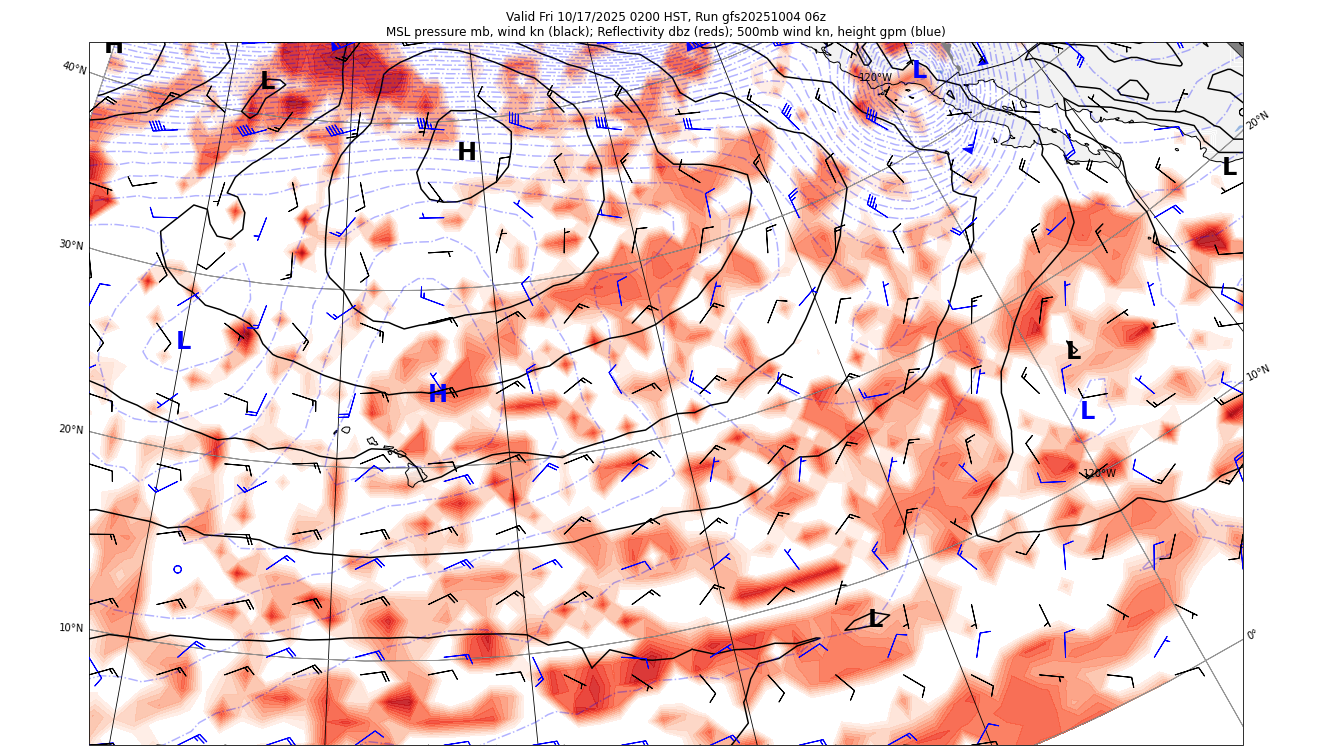 Valid Fri 10/17/2025 0200 HST, Run gfs20251004 06z
MSL pressure mb, wind kn (black); Reflectivity dbz (reds); 500mb wind kn, height gpm (blue)
H
40°N
L
L
120°W
20°N
H
L
30°N
L
L
10°N
H
L
20°N
120°W
10°N
L
0°